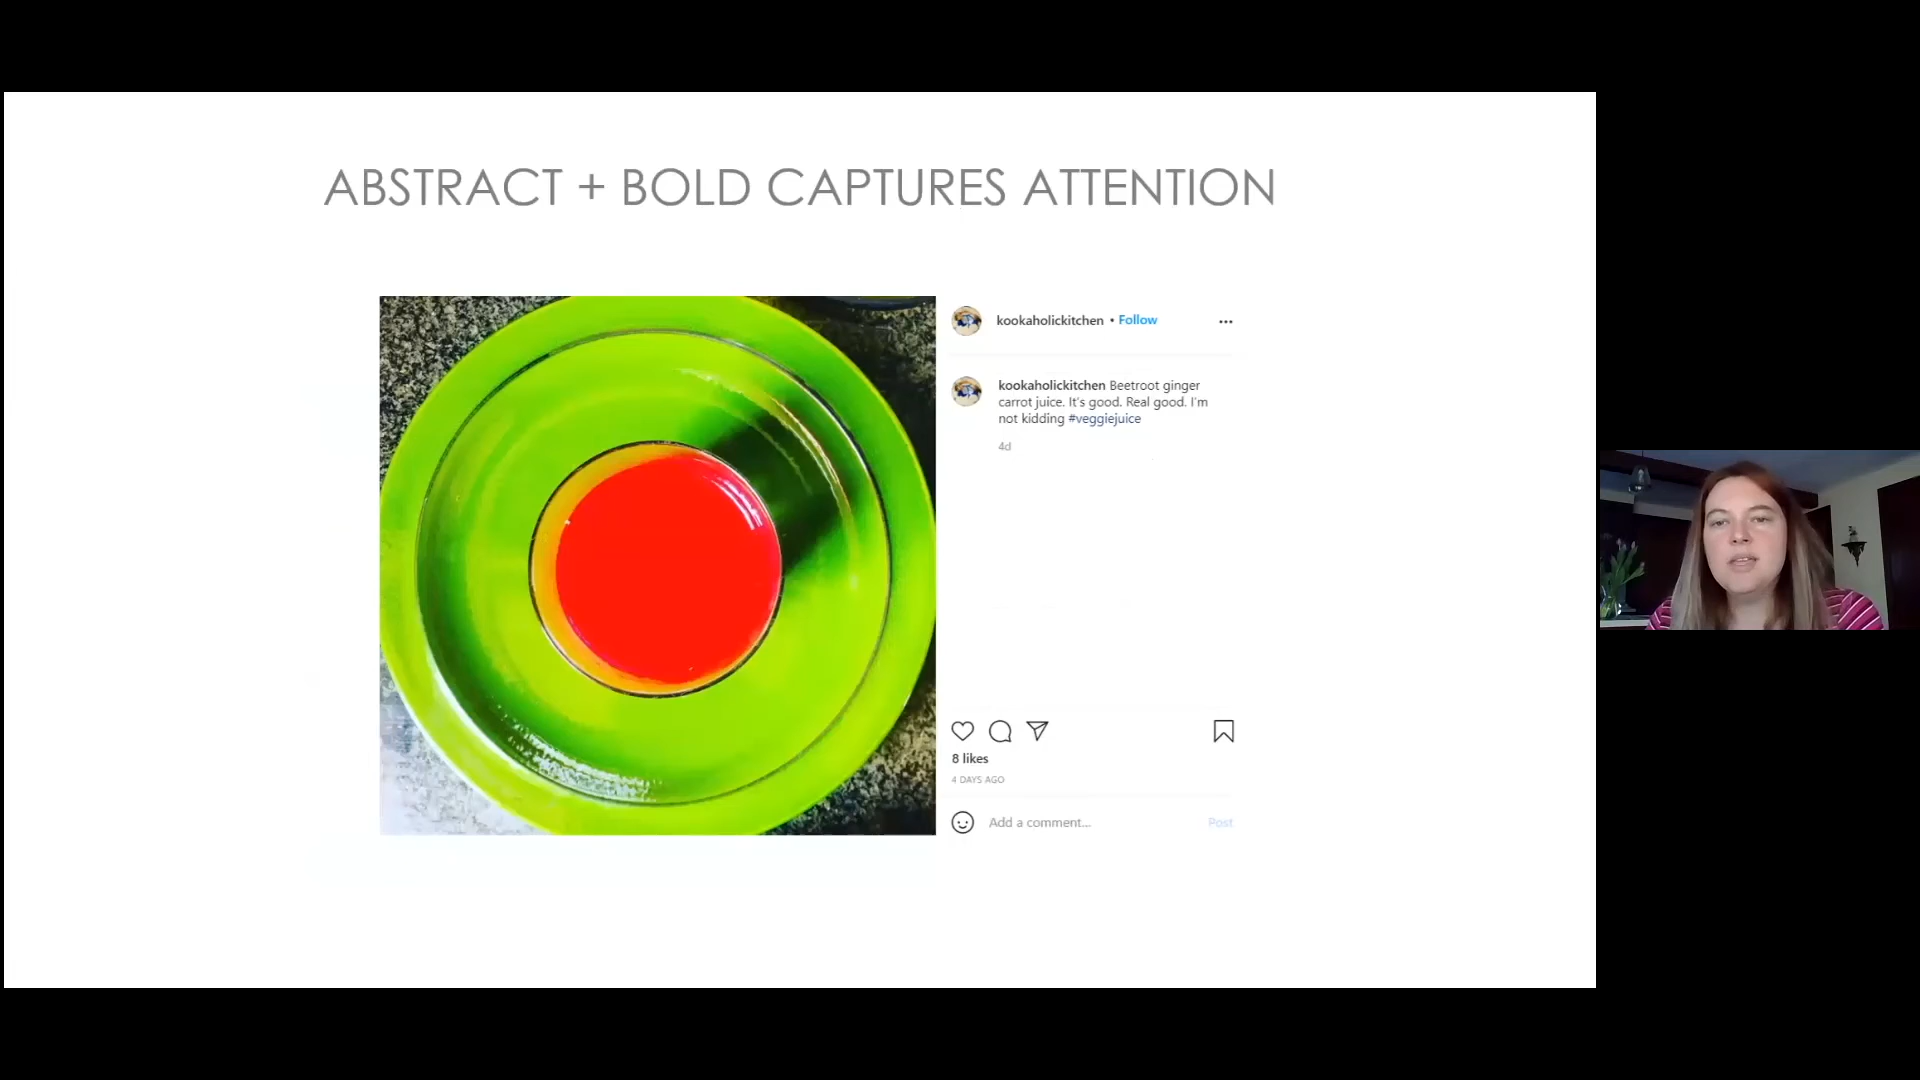 ABSTRACT + BOLD CAPTURES ATTENTION
kookaholickitchen • Follow
kookaholickitchen Beetroot ginger
carrot juice. It's good. Real good. I'm
not kidding #veggiejuice
4d
8 likes
4 DAYS AGO
Add a comment... Post